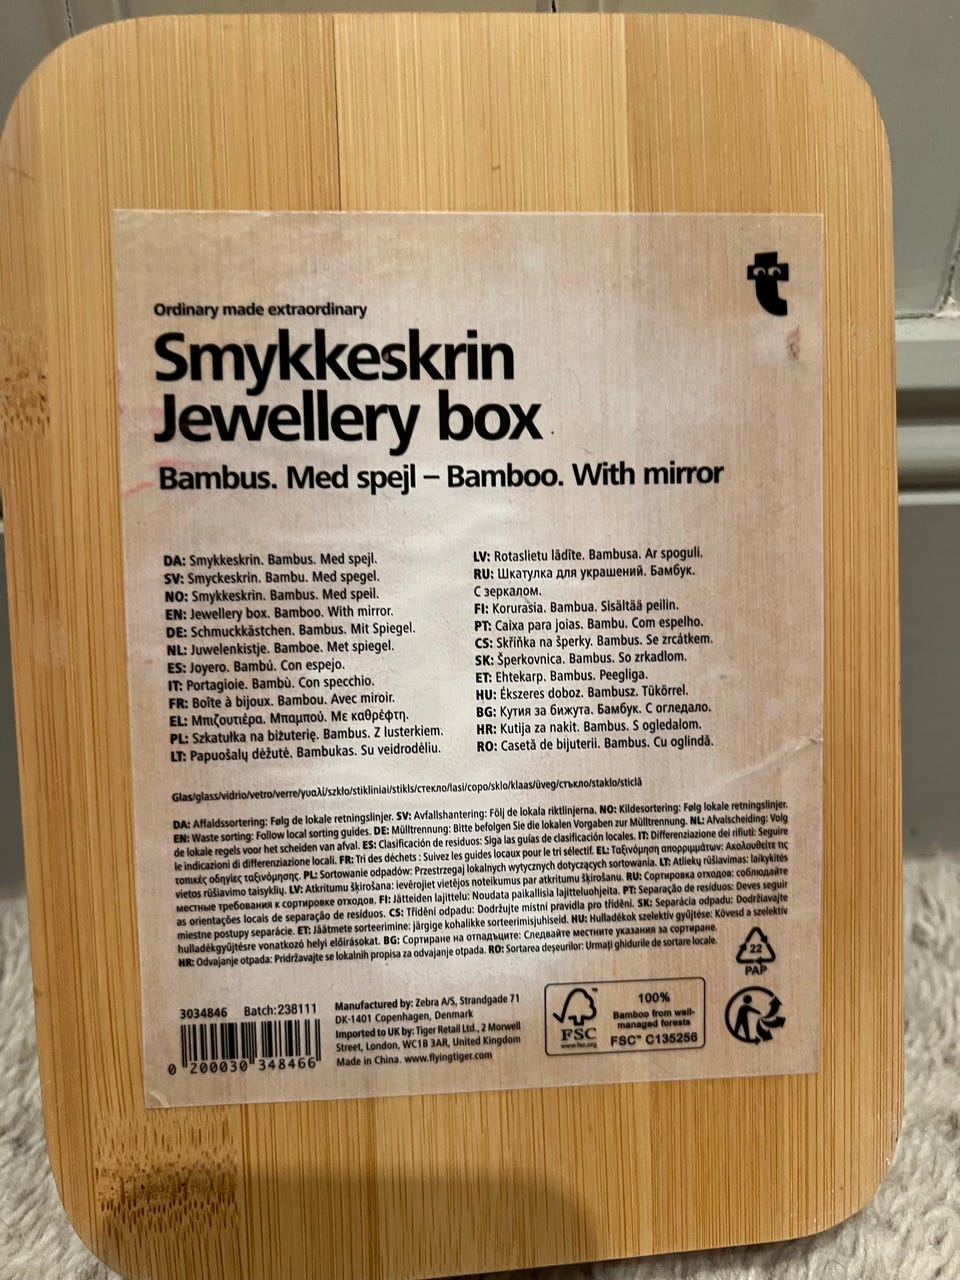 Ordinary made extraordinary
Smykkeskrin
Jewellery box
Bambus. Med spejl – Bamboo. With mirror
DA: Smykkeskrin. Bambus. Med spejl.
SV: Smyckeskrin. Bambu. Med spegel.
NO: Smykkeskrin. Bambus. Med speil.
EN: Jewellery box. Bamboo. With mirror.
DE: Schmuckkästchen. Bambus. Mit Spiegel.
NL: Juwelenkistje. Bamboe. Met spiegel.
ES: Joyero. Bambú. Con espejo.
IT: Portagioie. Bambù. Con specchio.
FR: Boîte à bijoux. Bambou. Avec miroir.
EL: Μπιζουτιέρα. Μπαμπού. Με καθρέφτη.
PL: Szkatułka na biżuterię. Bambus. Z lusterkiem.
LT: Papuošalų dėžutė. Bambukas. Su veidrodėliu.
LV: Rotaslietu lādīte. Bambusa. Ar spoguli.
RU: Шкатулка для украшений. Бамбук.
С зеркалом.
FI: Korurasia. Bambua. Sisältää peilin.
PT: Caixa para joias. Bambu. Com espelho.
CS: Skříňka na šperky. Bambus. Se zrcátkem.
SK: Šperkovnica. Bambus. So zrkadlom.
ET: Ehtekarp. Bambus. Peegliga.
HU: Ékszeres doboz. Bambusz. Tükörrel.
BG: Кутия за бижута. Бамбук. С огледало.
HR: Kutija za nakit. Bambus. S ogledalom.
RO: Casetă de bijuterii. Bambus. Cu oglindă.
Glas/glass/vidrio/vetro/verre/γυαλί/szkło/stikliniai/stikls/стекло/lasi/copo/sklo/klaas/üveg/стъкло/staklo/sticlă
DA: Affaldssortering: Følg de lokale retningslinjer. SV: Avfallshantering: Följ de lokala riktlinjerna. NO: Kildesortering: Følg lokale retningslinjer.
EN: Waste sorting: Follow local sorting guides. DE: Mülltrennung: Bitte befolgen Sie die lokalen Vorgaben zur Mülltrennung. NL: Afvalscheiding: Volg
de lokale regels voor het scheiden van afval. ES: Clasificación de residuos: Siga las guías de clasificación locales. IT: Differenziazione dei rifiuti: Seguire
le indicazioni di differenziazione locali. FR: Tri des déchets : Suivez les guides locaux pour le tri sélectif. EL: Ταξινόμηση απορριμμάτων: Ακολουθείτε τις
τοπικές οδηγίες ταξινόμησης. PL: Sortowanie odpadów: Przestrzegaj lokalnych wytycznych dotyczących sortowania. LT: Atliekų rūšiavimas: laikykitės
vietos rūšiavimo taisyklių. LV: Atkritumu šķirošana: ievērojiet vietējos noteikumus par atkritumu šķirošanu. RU: Сортировка отходов: соблюдайте
местные требования к сортировке отходов. FI: Jätteiden lajittelu: Noudata paikallisia lajitteluohjeita. PT: Separação de resíduos: Deves seguir
as orientações locais de separação de resíduos. CS: Třídění odpadu: Dodržujte místní pravidla pro třídění. SK: Separácia odpadu: Dodržiavajte
miestne postupy separácie. ET: Jäätmete sorteerimine: järgige kohalikke sorteerimisjuhiseid. HU: Hulladékok szelektív gyűjtése: Kövesd a szelektív
hulladékgyűjtésre vonatkozó helyi előírásokat. BG: Сортиране на отпадъците: Следвайте местните указания за сортиране.
HR: Odvajanje otpada: Pridržavajte se lokalnih propisa za odvajanje otpada. RO: Sortarea deșeurilor: Urmați ghidurile de sortare locale.
22
PAP
3034846 Batch:238111
0 200030 348466
Manufactured by: Zebra A/S, Strandgade 71
DK-1401 Copenhagen, Denmark
Imported to UK by: Tiger Retail Ltd., 2 Morwell
Street, London, WC1B 3AR, United Kingdom
Made in China. www.flyingtiger.com
FSC™
www.fsc.org
100%
Bamboo from well-
managed forests
FSC™ C135256